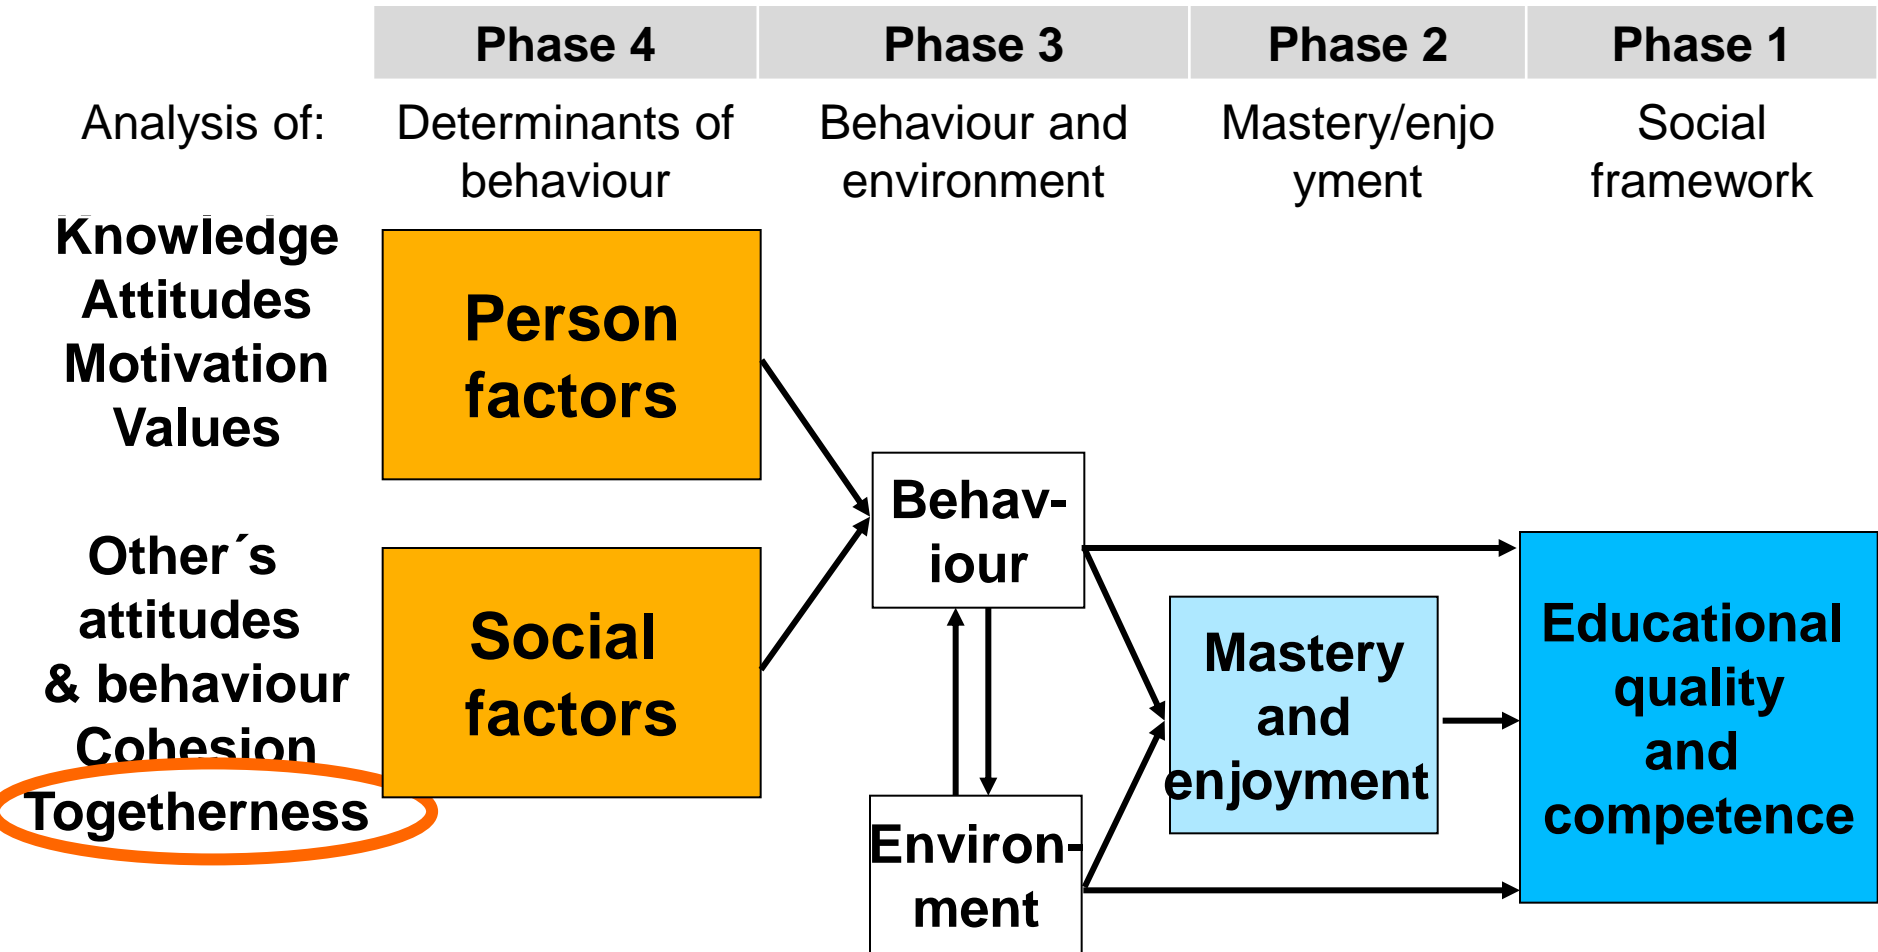 Phase 4
Phase 3
Phase 2
Phase 1
Analysis of:
Determinants of
behaviour
Behaviour and
environment
Mastery/enjo
yment
Social
framework
Knowledge
Attitudes
Motivation
Values
Person
factors
Other´s
attitudes
& behaviour
Cohesion
Togetherness
Social
factors
Behav-
iour
Environ-
ment
Mastery
and
enjoyment
Educational
quality
and
competence